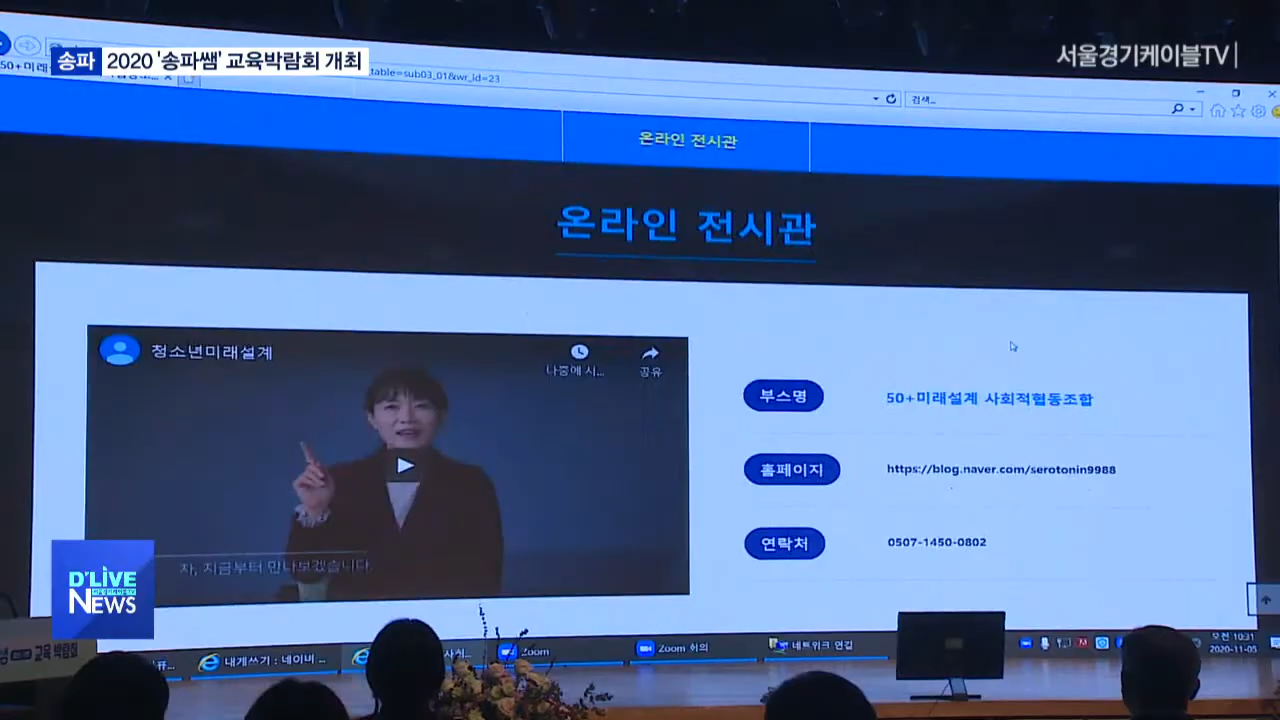 송파 2020 '송파쌤' 교육박람회 개최
서울경기케이블TV
50+미래
_table=sub03_01&wr_id=23
검색...
온라인 전시관
온라인 전시관
청소년미래설계
나중에 시...
공유
자, 지금부터 만나보겠습니다.
부스명
50+미래설계 사회적협동조합
홈페이지
https://blog.naver.com/serotonin9988
연락처
0507-1450-0802
D'LIVE
NEWS
교육 박람회
내게쓰기 : 네이버 ...
Zoom
Zoom 회의
네트워크 연결
오전 10:31
2020-11-05